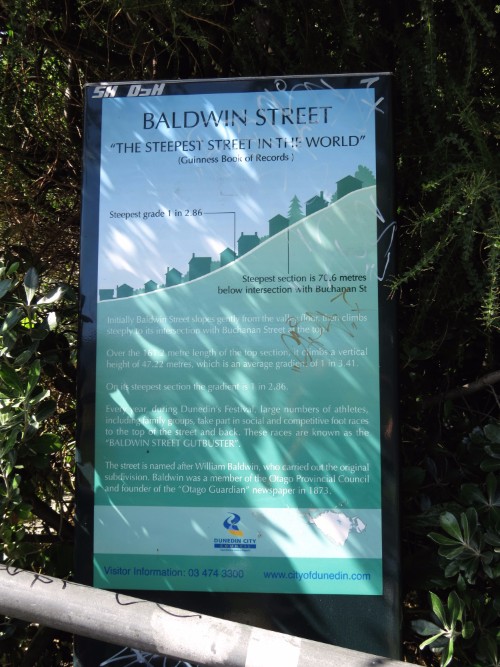 BALDWIN STREET
"THE STEEPEST STREET IN THE WORLD"
(Guinness Book of Records)
Steepest grade 1 in 2.86
Steepest section is 70.6 metres
below intersection with Buchanan St
Initially Baldwin Street slopes gently from the valley floor, then climbs
steeply to its intersection with Buchanan Street at the top.
Over the metre length of the top section, it climbs a vertical
height of 47.22 metres, which is an average gradient of 1 in 3.41.
On its steepest section the gradient is 1 in 2.86.
Every year during Dunedin's Festival, large numbers of athletes,
including family groups, take part in social and competitive foot races
to the top of the street and back. These races are known as the
"BALDWIN STREET GUTBUSTER".
The street is named after William Baldwin, who carried out the original
subdivision. Baldwin was a member of the Otago Provincial Council
and founder of the "Otago Guardian" newspaper in 1873.
DUNEDIN CITY
COUNCIL
Visitor Information: 03 474 3300 www.cityofdunedin.com